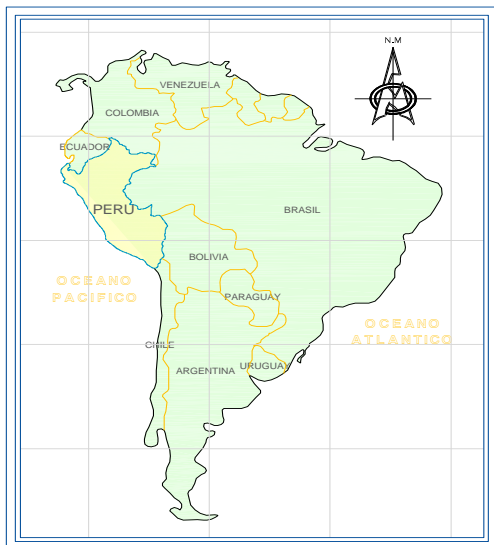 N.M
VENEZUELA
COLOMBIA
ECUADOR
PERU
BRASIL
BOLIVIA
OCEANO
PACIFICO
PARAGUAY
OCEANO
ATLANTICO
CHILE
URUGUAY
ARGENTINA